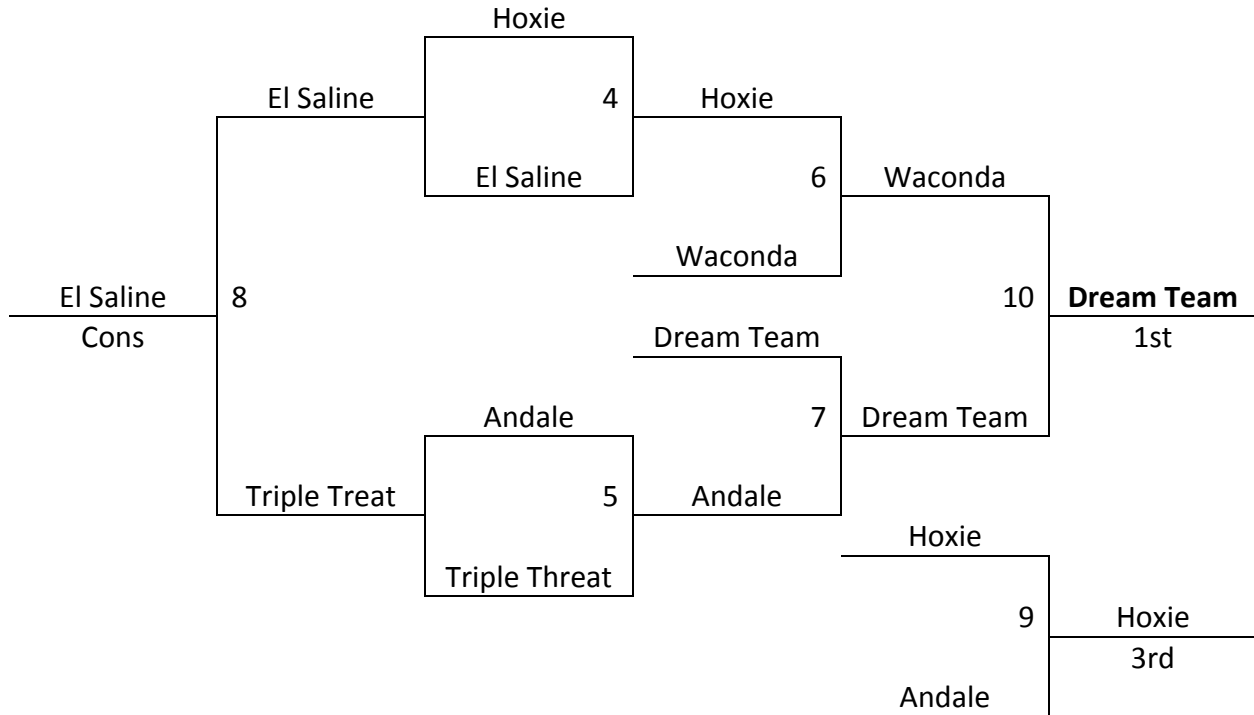 Hoxie
El Saline 4 Hoxie
El Saline 6 Waconda
Waconda
El Saline 8 10 Dream Team
Cons Dream Team 1st
Andale 7 Dream Team
Triple Treat 5 Andale
Hoxie
Triple Threat
9 Hoxie
3rd
Andale